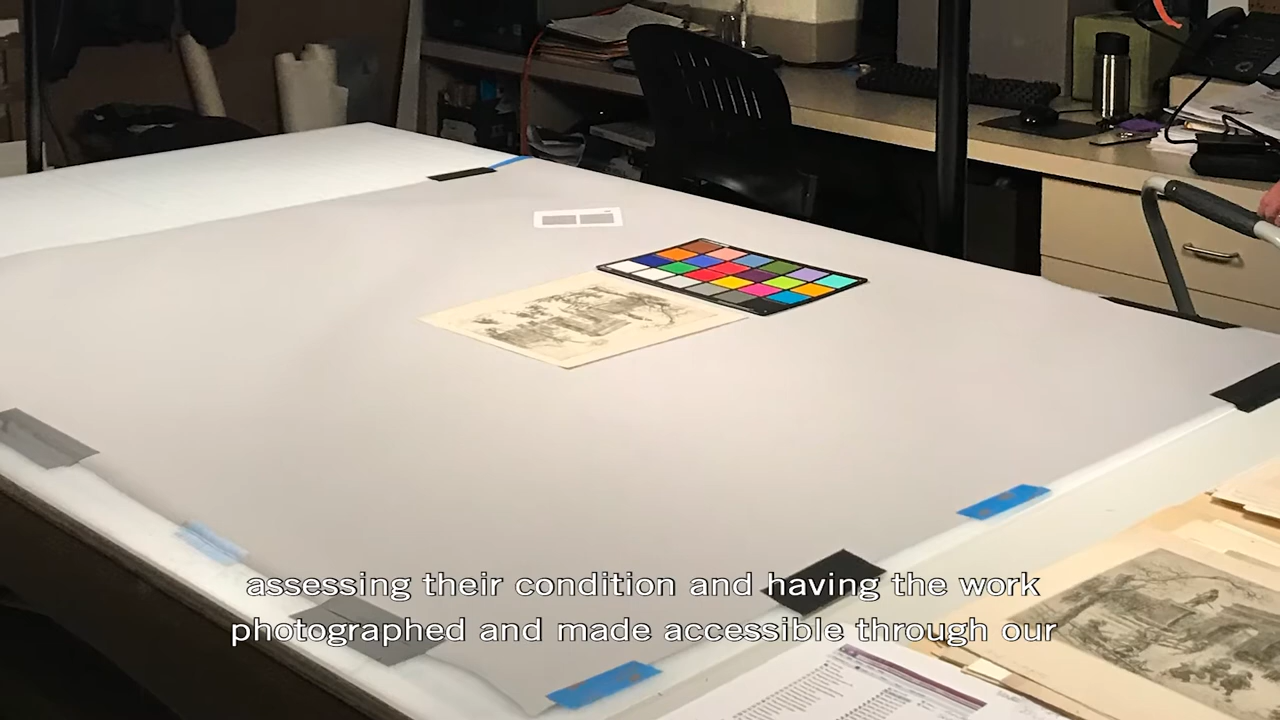 assessing their condition and having the work
photographed and made accessible through our